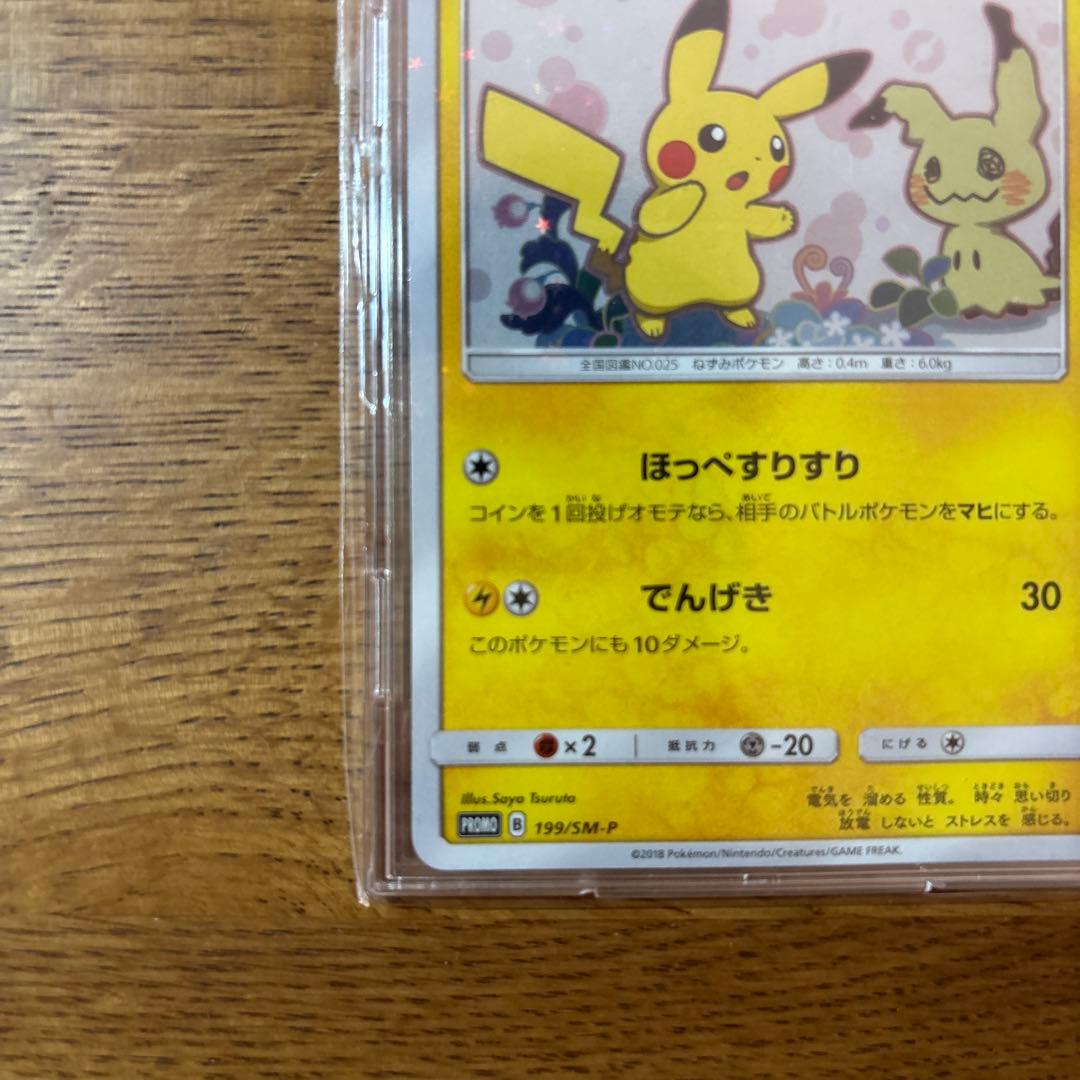 全国図鑑NO.025 ねずみポケモン 高さ：0.4m 重さ：6.0kg
ほっぺすりすり
コインを1回投げオモテなら、相手のバトルポケモンをマヒにする。
でんげき 30
このポケモンにも10ダメージ。
弱点 ×2 抵抗力 -20 にげる
Illus.Saya Tsuruta
電気を 溜める 性質。 時々 思い切り
放電 しないと ストレスを 感じる。
PROMO B 199/SM-P
©2018 Pokémon/Nintendo/Creatures/GAME FREAK.